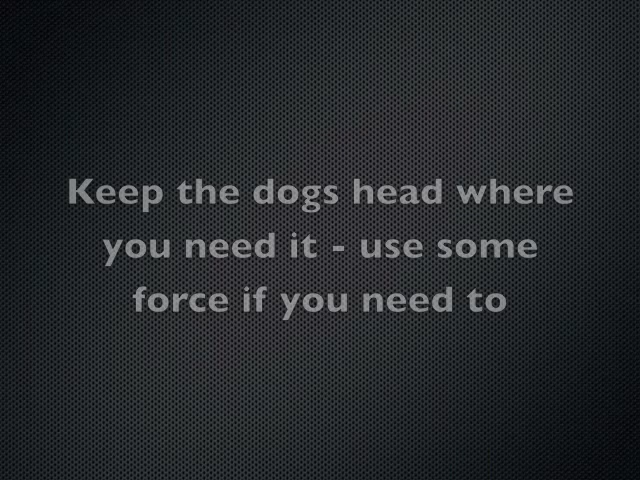 Keep the dogs head where
you need it - use some
force if you need to